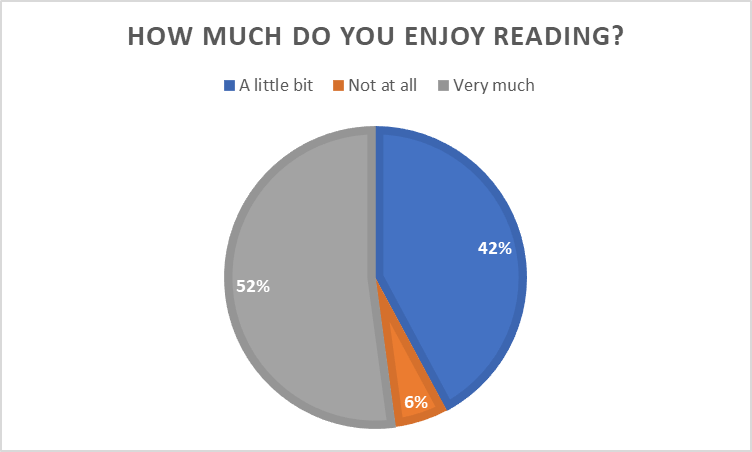 HOW MUCH DO YOU ENJOY READING?
A little bit Not at all Very much
42%
52%
6%